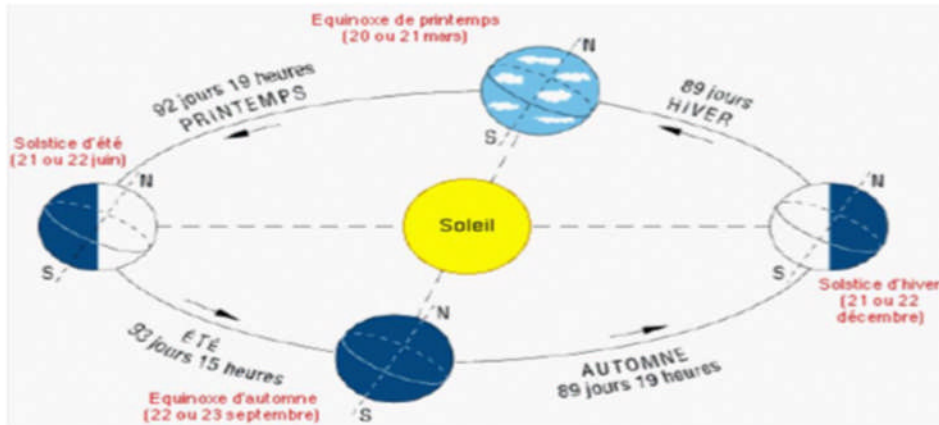 Equinoxe de printemps
(20 ou 21 mars)
N
S
92 jours 19 heures
PRINTEMPS
89 jours
HIVER
Solstice d'été
(21 ou 22 juin)
N
S
Soleil
N
S
Solstice d'hiver
(21 ou 22
décembre)
N
S
ÉTÉ
93 jours 15 heures
Equinoxe d'automne
(22 ou 23 septembre)
AUTOMNE
89 jours 19 heures